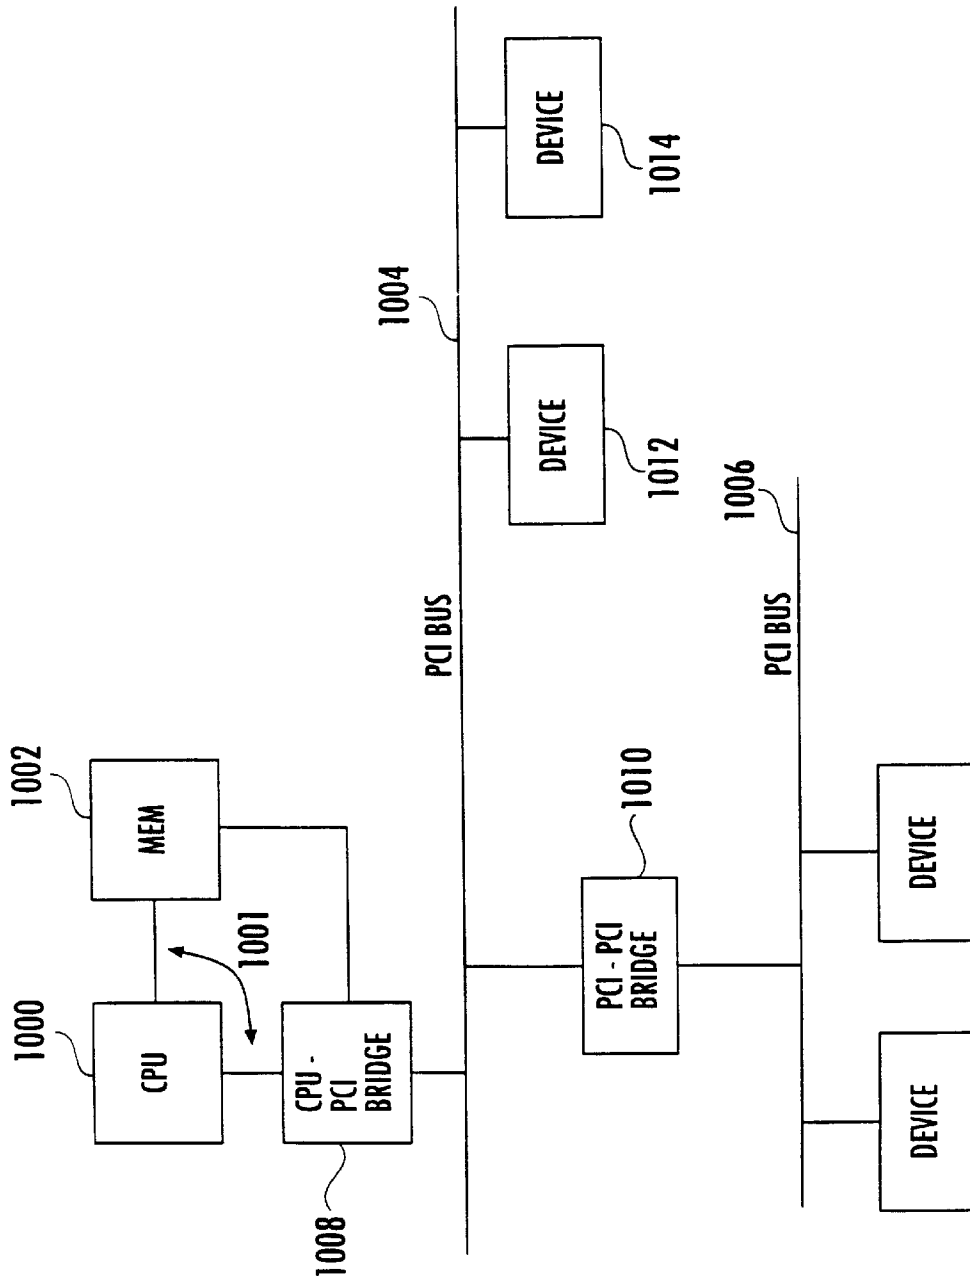 1000
CPU
1002
MEM
1001
1008
CPU -
PCI
BRIDGE
PCI BUS
1004
DEVICE
1012
DEVICE
1014
PCI - PCI
BRIDGE
1010
PCI BUS
1006
DEVICE
DEVICE